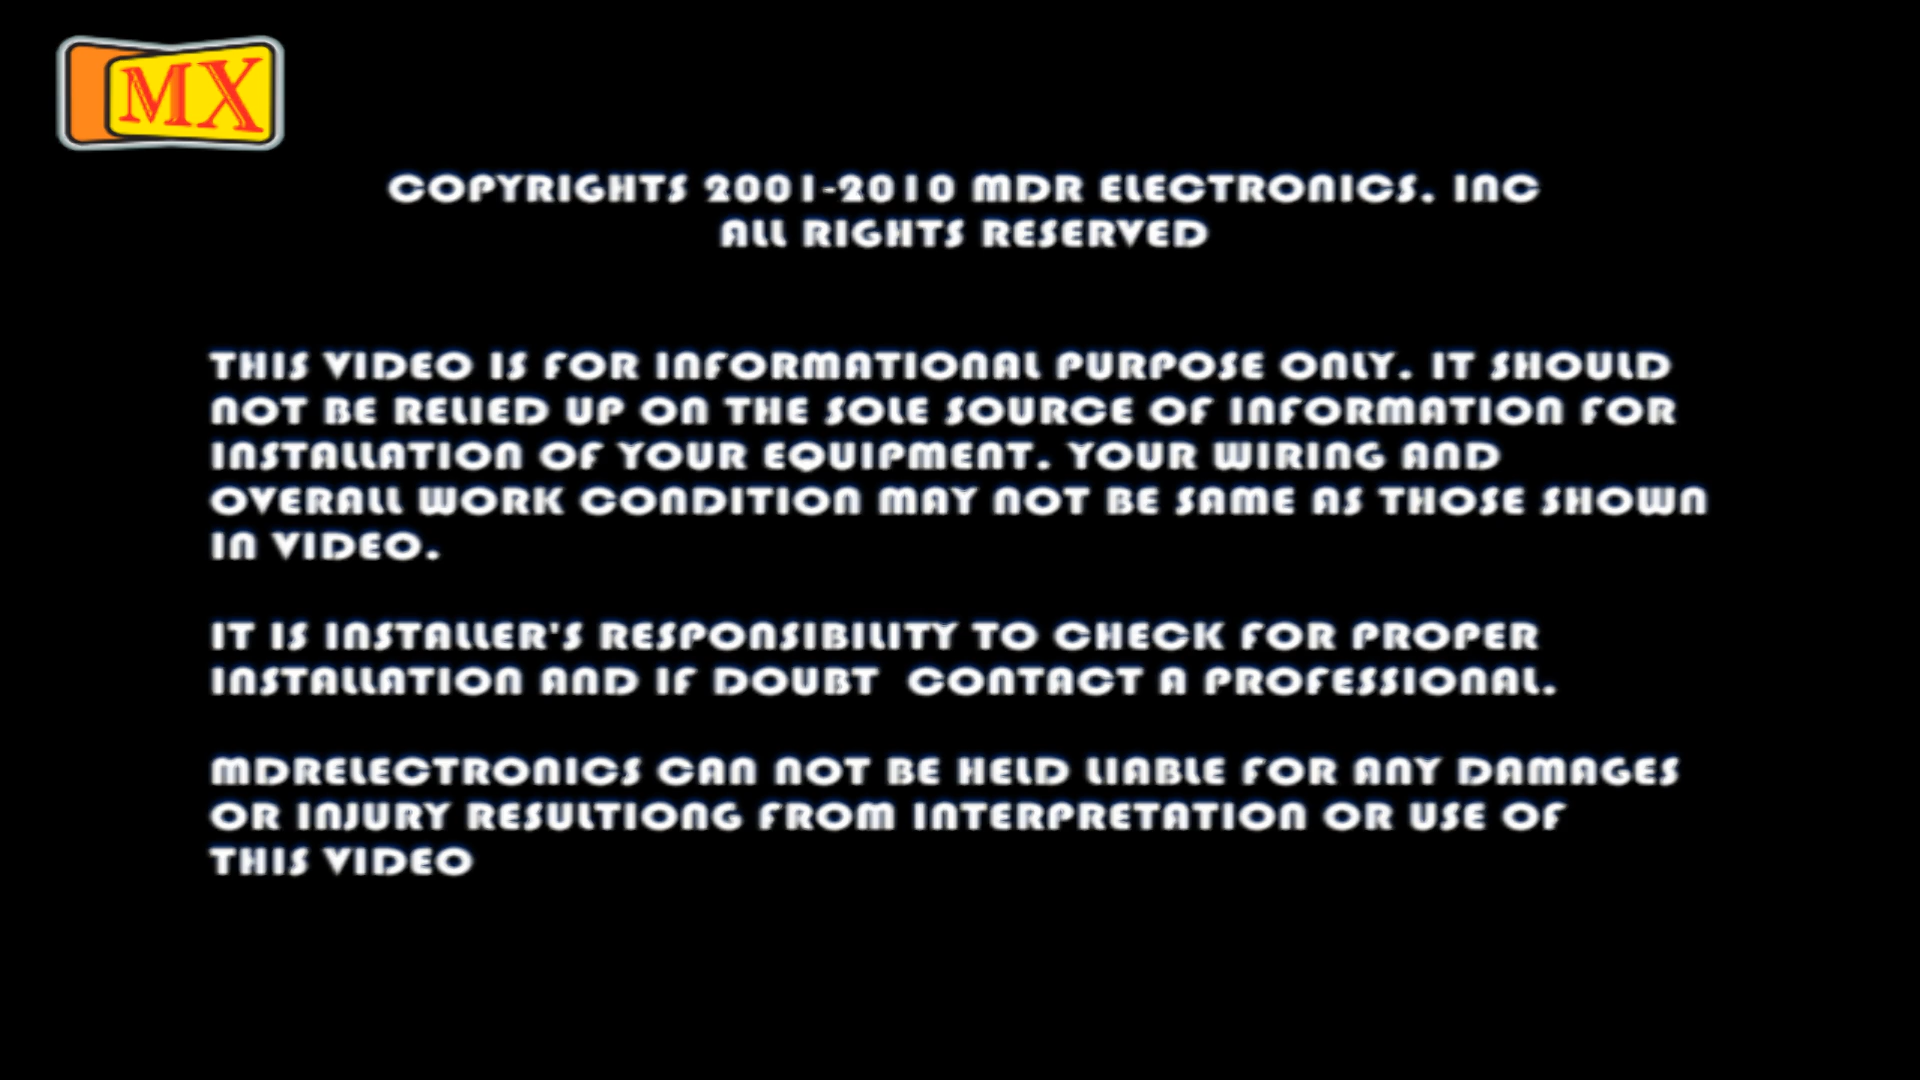 MX
COPYRIGHTS 2001-2010 MDR ELECTRONICS. INC
ALL RIGHTS RESERVED
THIS VIDEO IS FOR INFORMATIONAL PURPOSE ONLY. IT SHOULD
NOT BE RELIED UP ON THE SOLE SOURCE OF INFORMATION FOR
INSTALLATION OF YOUR EQUIPMENT. YOUR WIRING AND
OVERALL WORK CONDITION MAY NOT BE SAME AS THOSE SHOWN
IN VIDEO.
IT IS INSTALLER'S RESPONSIBILITY TO CHECK FOR PROPER
INSTALLATION AND IF DOUBT  CONTACT A PROFESSIONAL.
MDRELECTRONICS CAN NOT BE HELD LIABLE FOR ANY DAMAGES
OR INJURY RESULTIONG FROM INTERPRETATION OR USE OF
THIS VIDEO